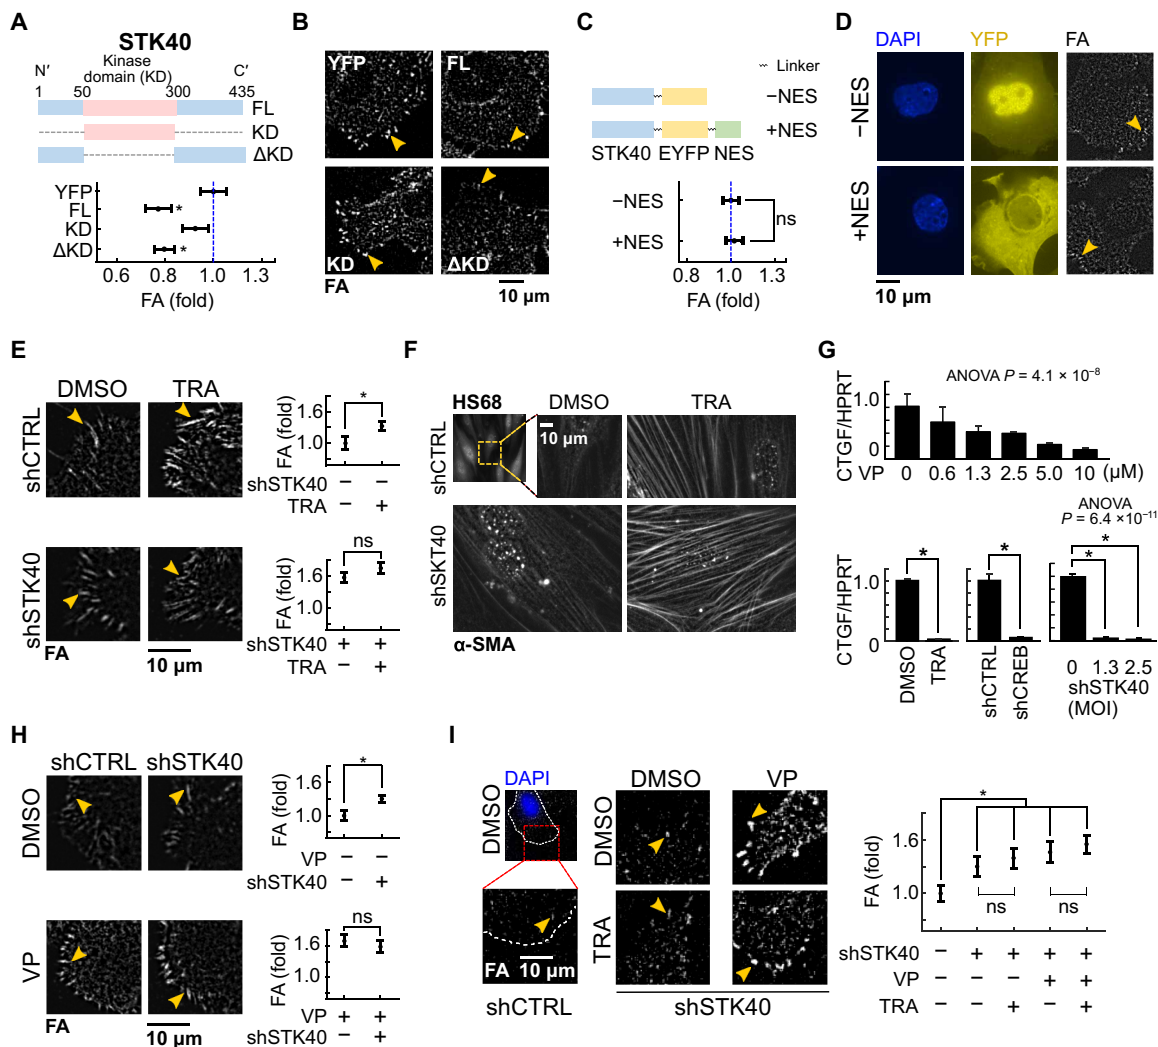 A
STK40
Kinase
domain (KD)
N′ C′
1 50 300 435
FL
KD
ΔKD
YFP
FL *
KD
ΔKD *
0.6 1.0 1.3
FA (fold)
B
YFP FL
KD ΔKD
FA
10 µm
C
Linker
−NES
+NES
STK40 EYFP NES
−NES
+NES
ns
0.8 1.0 1.3
FA (fold)
D
DAPI YFP FA
−NES
+NES
10 µm
E
DMSO TRA
shCTRL
shSTK40
FA
10 µm
*
1.6
1.0
FA (fold)
shSTK40 − −
TRA − +
ns
1.6
1.0
FA (fold)
shSTK40 + +
TRA − +
F
HS68 DMSO TRA
10 µm
shCTRL
shSKT40
α-SMA
G
ANOVA P = 4.1 × 10⁻⁸
CTGF/HPRT
1.0
0
VP 0 0.6 1.3 2.5 5.0 10 (µM)
ANOVA
P = 6.4 ×10⁻¹¹
* * * *
CTGF/HPRT
1.0
0
DMSO TRA
shCTRL shCREB
0 1.3 2.5
shSTK40
(MOI)
H
shCTRL shSTK40
DMSO
VP
FA
10 µm
*
1.6
1.0
FA (fold)
VP − −
shSTK40 − +
ns
1.6
1.0
FA (fold)
VP + +
shSTK40 − +
I
DAPI
DMSO
FA 10 µm
shCTRL
DMSO VP
DMSO
TRA
shSTK40
*
1.6
1.0
FA (fold)
ns ns
shSTK40 − + + + +
VP − − − + +
TRA − − + − +